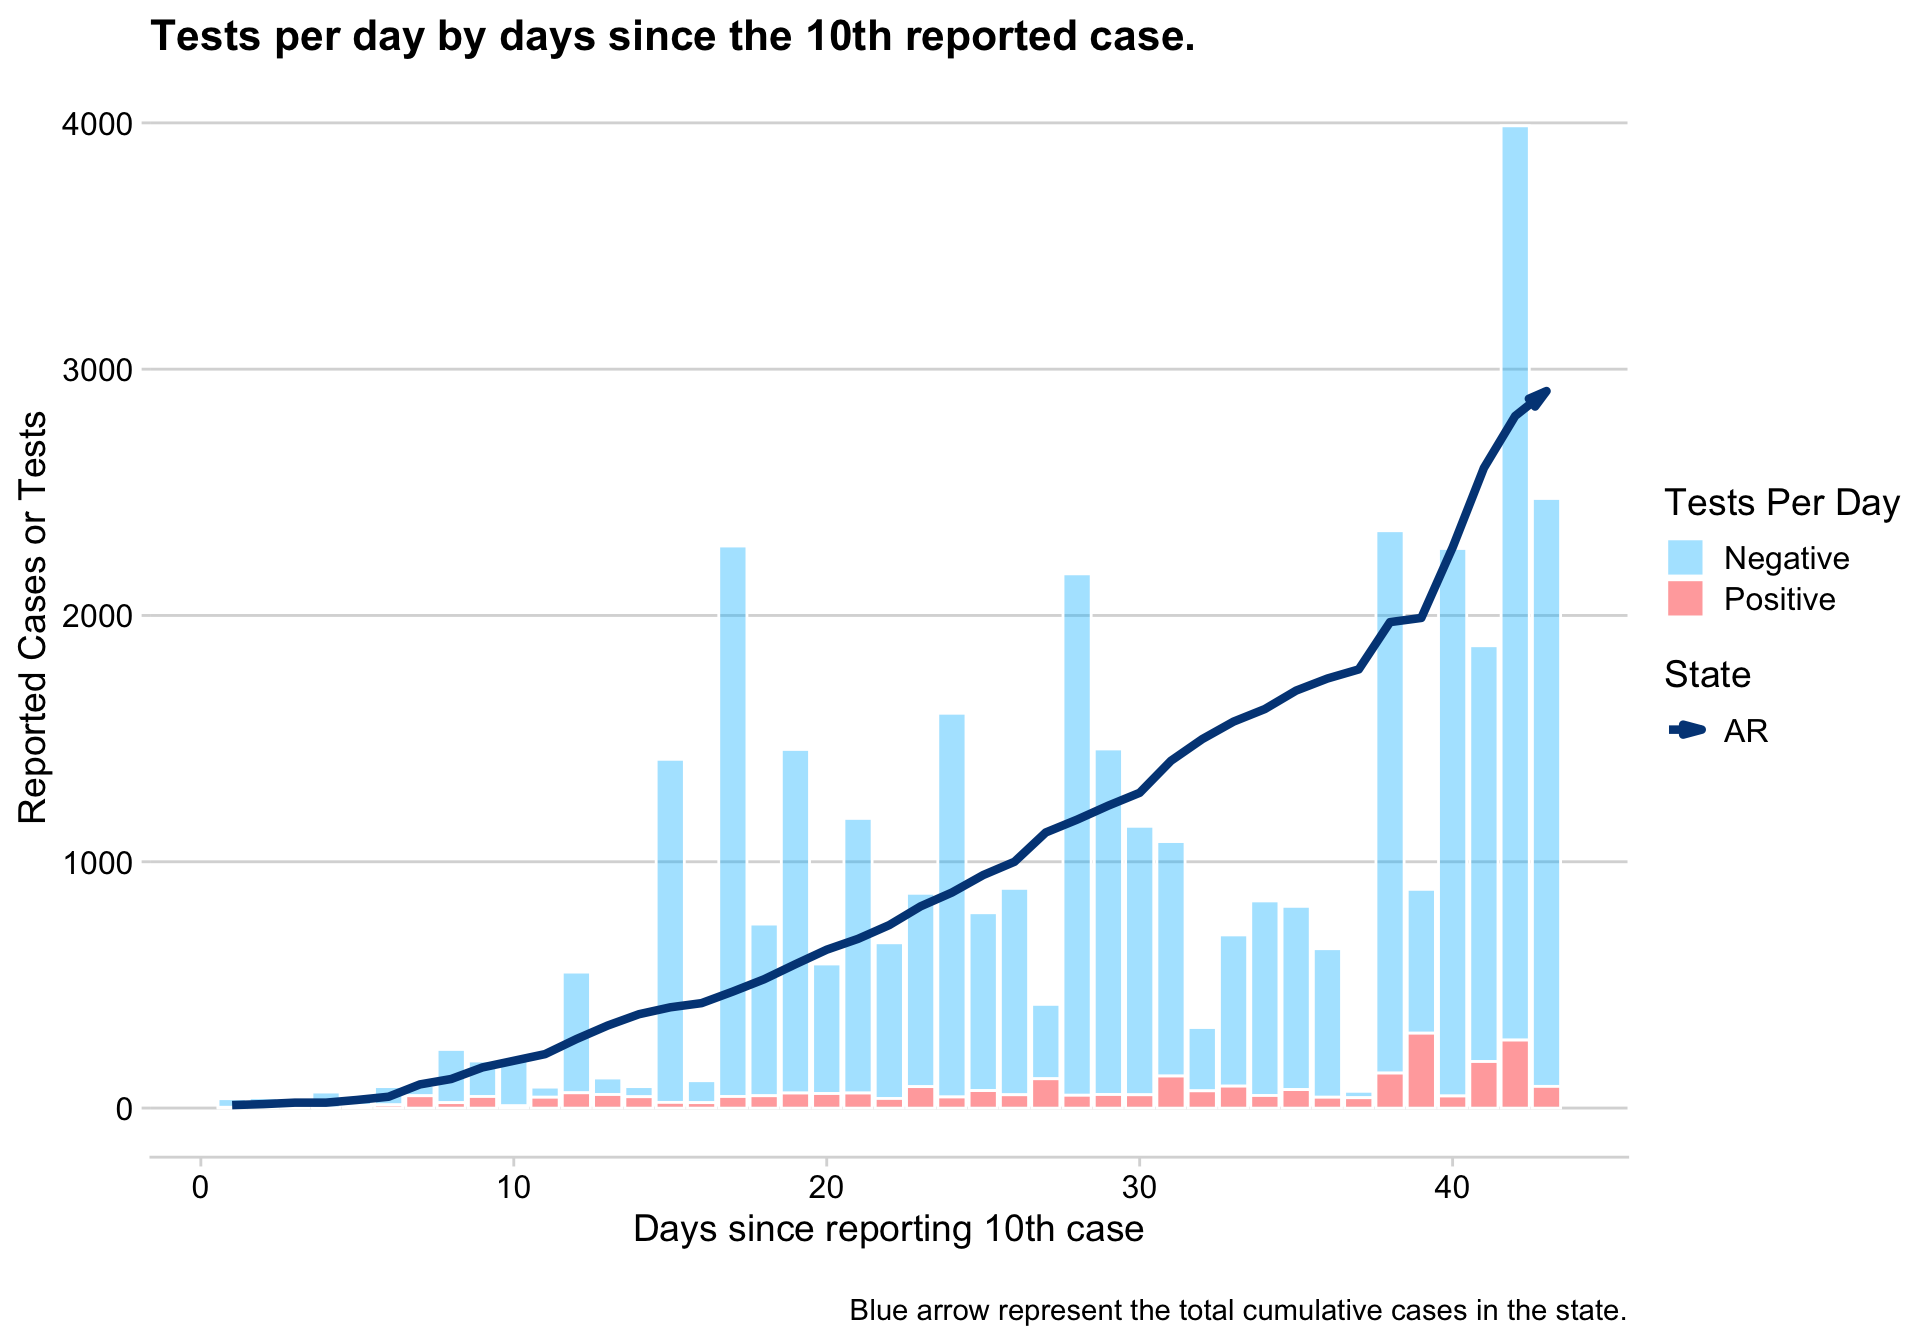 Tests per day by days since the 10th reported case.
4000
3000
2000
1000
0
Reported Cases or Tests
0 10 20 30 40
Days since reporting 10th case
Tests Per Day
Negative
Positive
State
AR
Blue arrow represent the total cumulative cases in the state.